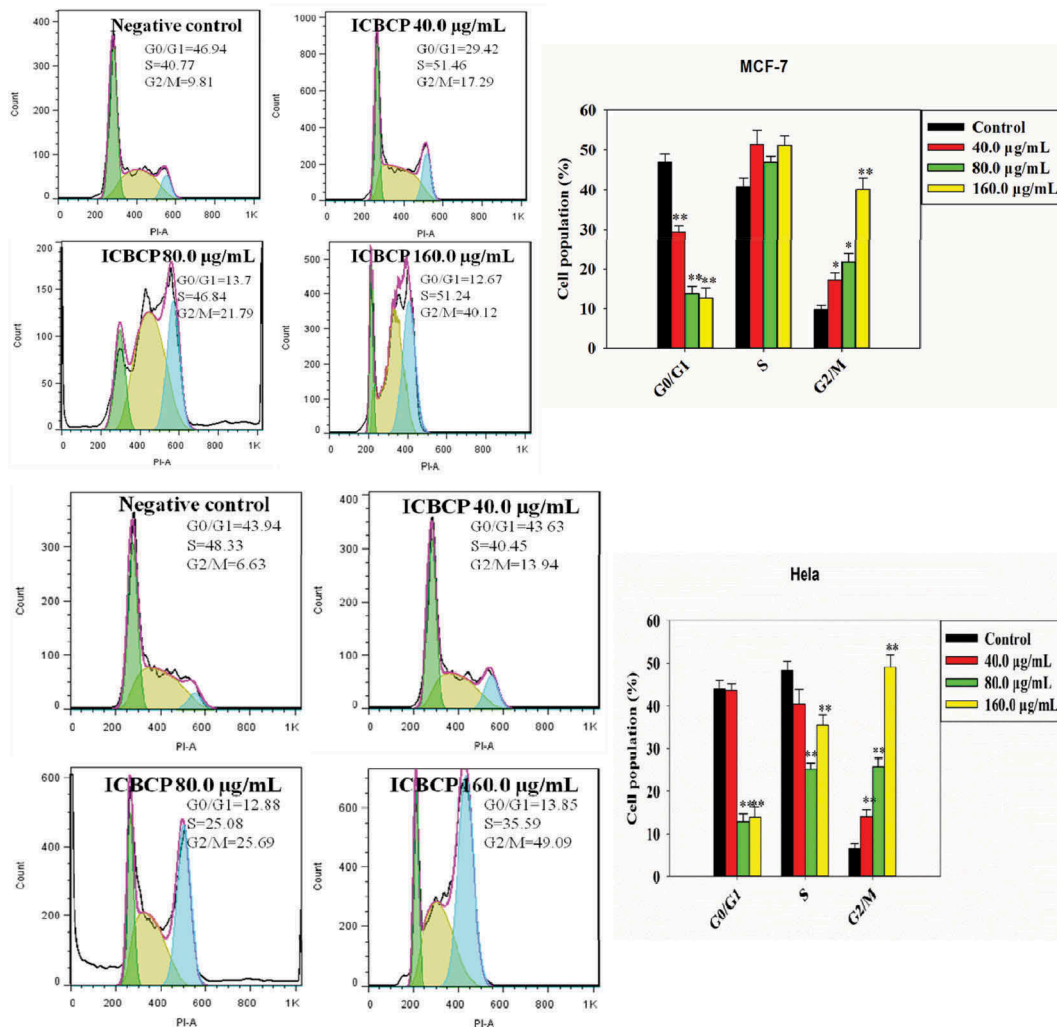 Negative control
G0/G1=46.94
S=40.77
G2/M=9.81
Count
400
300
200
100
0
0 200 400 600 800 1K
PI-A
ICBCP 40.0 µg/mL
G0/G1=29.42
S=51.46
G2/M=17.29
Count
1000
800
600
400
200
0
0 200 400 600 800 1K
PI-A
ICBCP 80.0 µg/mL
G0/G1=13.7
S=46.84
G2/M=21.79
Count
200
150
100
50
0
0 200 400 600 800 1K
PI-A
ICBCP 160.0 µg/mL
G0/G1=12.67
S=51.24
G2/M=40.12
Count
500
400
300
200
100
0
0 200 400 600 800 1K
PI-A
MCF-7
Cell population (%)
60
50
40
30
20
10
0
** ** ** * * **
G0/G1 S G2/M
Control
40.0 µg/mL
80.0 µg/mL
160.0 µg/mL
Negative control
G0/G1=43.94
S=48.33
G2/M=6.63
Count
300
200
100
0
0 200 400 600 800 1K
PI-A
ICBCP 40.0 µg/mL
G0/G1=43.63
S=40.45
G2/M=13.94
Count
400
300
200
100
0
0 200 400 600 800 1K
PI-A
ICBCP 80.0 µg/mL
G0/G1=12.88
S=25.08
G2/M=25.69
Count
600
400
200
0
0 200 400 600 800 1K
PI-A
ICBCP 160.0 µg/mL
G0/G1=13.85
S=35.59
G2/M=49.09
Count
600
400
200
0
0 200 400 600 800 1K
PI-A
Hela
Cell population (%)
60
50
40
30
20
10
0
** ** ** ** ** ** **
G0/G1 S G2/M
Control
40.0 µg/mL
80.0 µg/mL
160.0 µg/mL